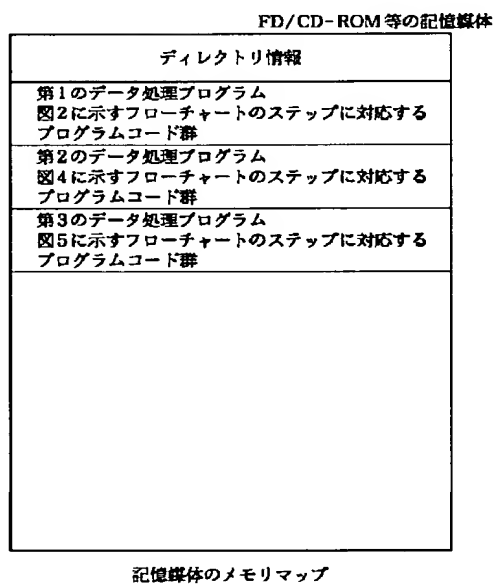 FD/CD-ROM等の記憶媒体
ディレクトリ情報
第1のデータ処理プログラム
図2に示すフローチャートのステップに対応する
プログラムコード群
第2のデータ処理プログラム
図4に示すフローチャートのステップに対応する
プログラムコード群
第3のデータ処理プログラム
図5に示すフローチャートのステップに対応する
プログラムコード群
記憶媒体のメモリマップ